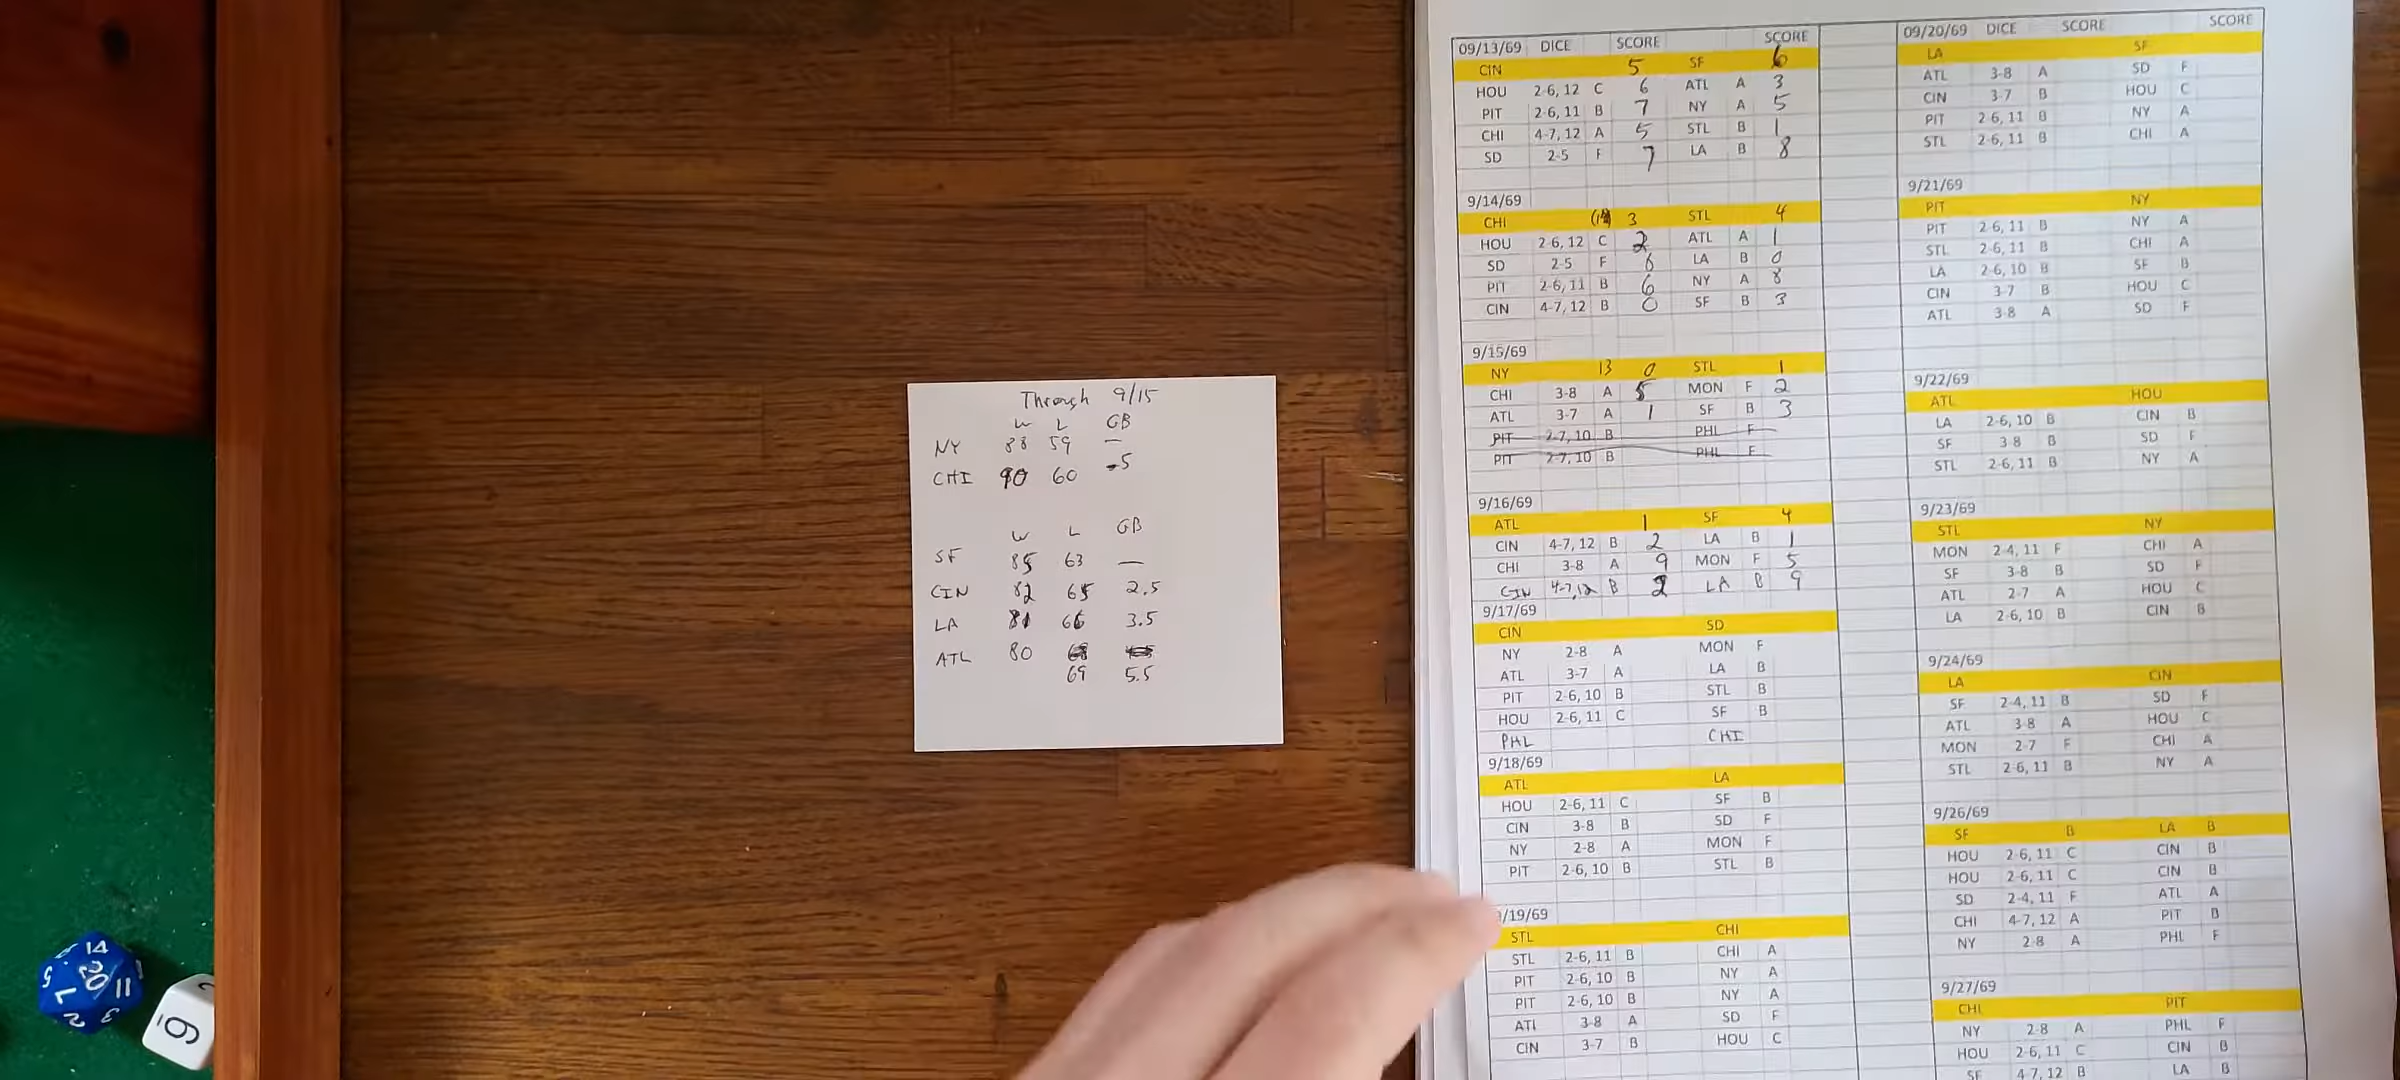 Through 9/15
W L GB
NY 88 59 —
CHI 90 60 .5
W L GB
SF 85 63 —
CIN 82 65 2.5
LA 81 66 3.5
ATL 80
69 5.5
09/13/69 DICE SCORE SCORE
CIN 5 SF 6
HOU 2-6, 12 C 6 ATL A 3
PIT 2-6, 11 B 7 NY A 5
CHI 4-7, 12 A 5 STL B 1
SD 2-5 F 7 LA B 8
9/14/69
CHI 3 STL 4
HOU 2-6, 12 C 2 ATL A 1
SD 2-5 F 6 LA B 0
PIT 2-6, 11 B 6 NY A 8
CIN 4-7, 12 B 0 SF B 3
9/15/69
NY 13 0 STL 1
CHI 3-8 A 5 MON F 2
ATL 3-7 A 1 SF B 3
PIT 2-7, 10 B PHL F
PIT 2-7, 10 B PHL F
9/16/69
ATL 1 SF 4
CIN 4-7, 12 B 2 LA B 1
CHI 3-8 A 9 MON F 5
CIN 4-7, 12 B 2 LA B 9
9/17/69
CIN SD
NY 2-8 A MON F
ATL 3-7 A LA B
PIT 2-6, 10 B STL B
HOU 2-6, 11 C SF B
PHL CHI
9/18/69
ATL LA
HOU 2-6, 11 C SF B
CIN 3-8 B SD F
NY 2-8 A MON F
PIT 2-6, 10 B STL B
/19/69
STL CHI
STL 2-6, 11 B CHI A
PIT 2-6, 10 B NY A
PIT 2-6, 10 B NY A
ATL 3-8 A SD F
CIN 3-7 B HOU C
09/20/69 DICE SCORE SCORE
LA SF
ATL 3-8 A SD F
CIN 3-7 B HOU C
PIT 2-6, 11 B NY A
STL 2-6, 11 B CHI A
9/21/69
PIT NY
PIT 2-6, 11 B NY A
STL 2-6, 11 B CHI A
LA 2-6, 10 B SF B
CIN 3-7 B HOU C
ATL 3-8 A SD F
9/22/69
ATL HOU
LA 2-6, 10 B CIN B
SF 3-8 B SD F
STL 2-6, 11 B NY A
9/23/69
STL NY
MON 2-4, 11 F CHI A
SF 3-8 B SD F
ATL 2-7 A HOU C
LA 2-6, 10 B CIN B
9/24/69
LA CIN
SF 2-4, 11 B SD F
ATL 3-8 A HOU C
MON 2-7 F CHI A
STL 2-6, 11 B NY A
9/26/69
SF B LA B
HOU 2-6, 11 C CIN B
HOU 2-6, 11 C CIN B
SD 2-4, 11 F ATL A
CHI 4-7, 12 A PIT B
NY 2-8 A PHL F
9/27/69
CHI PIT
NY 2-8 A PHL F
HOU 2-6, 11 C CIN B
SF 4-7, 12 B LA B
14
20
5
11
7
2
3
6